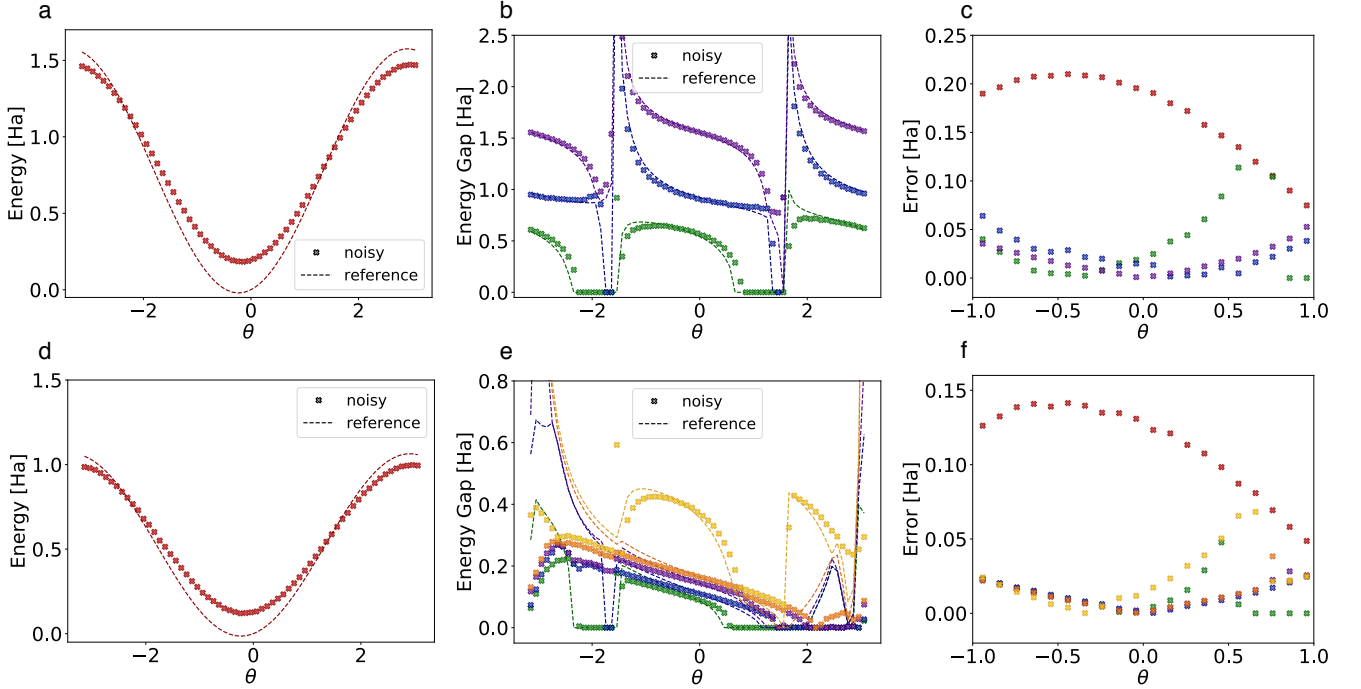 a
Energy [Ha]
1.5
1.0
0.5
0.0
noisy
reference
−2
0
2
θ
b
Energy Gap [Ha]
2.5
2.0
1.5
1.0
0.5
0.0
noisy
reference
−2
0
2
θ
c
Error [Ha]
0.25
0.20
0.15
0.10
0.05
0.00
−1.0
−0.5
0.0
0.5
1.0
θ
d
Energy [Ha]
1.5
1.0
0.5
0.0
noisy
reference
−2
0
2
θ
e
Energy Gap [Ha]
0.8
0.6
0.4
0.2
0.0
noisy
reference
−2
0
2
θ
f
Error [Ha]
0.15
0.10
0.05
0.00
−1.0
−0.5
0.0
0.5
1.0
θ